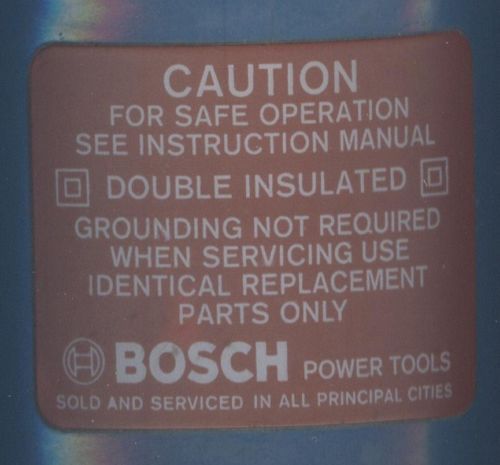 CAUTION
FOR SAFE OPERATION
SEE INSTRUCTION MANUAL
DOUBLE INSULATED
GROUNDING NOT REQUIRED
WHEN SERVICING USE
IDENTICAL REPLACEMENT
PARTS ONLY
BOSCH POWER TOOLS
SOLD AND SERVICED IN ALL PRINCIPAL CITIES